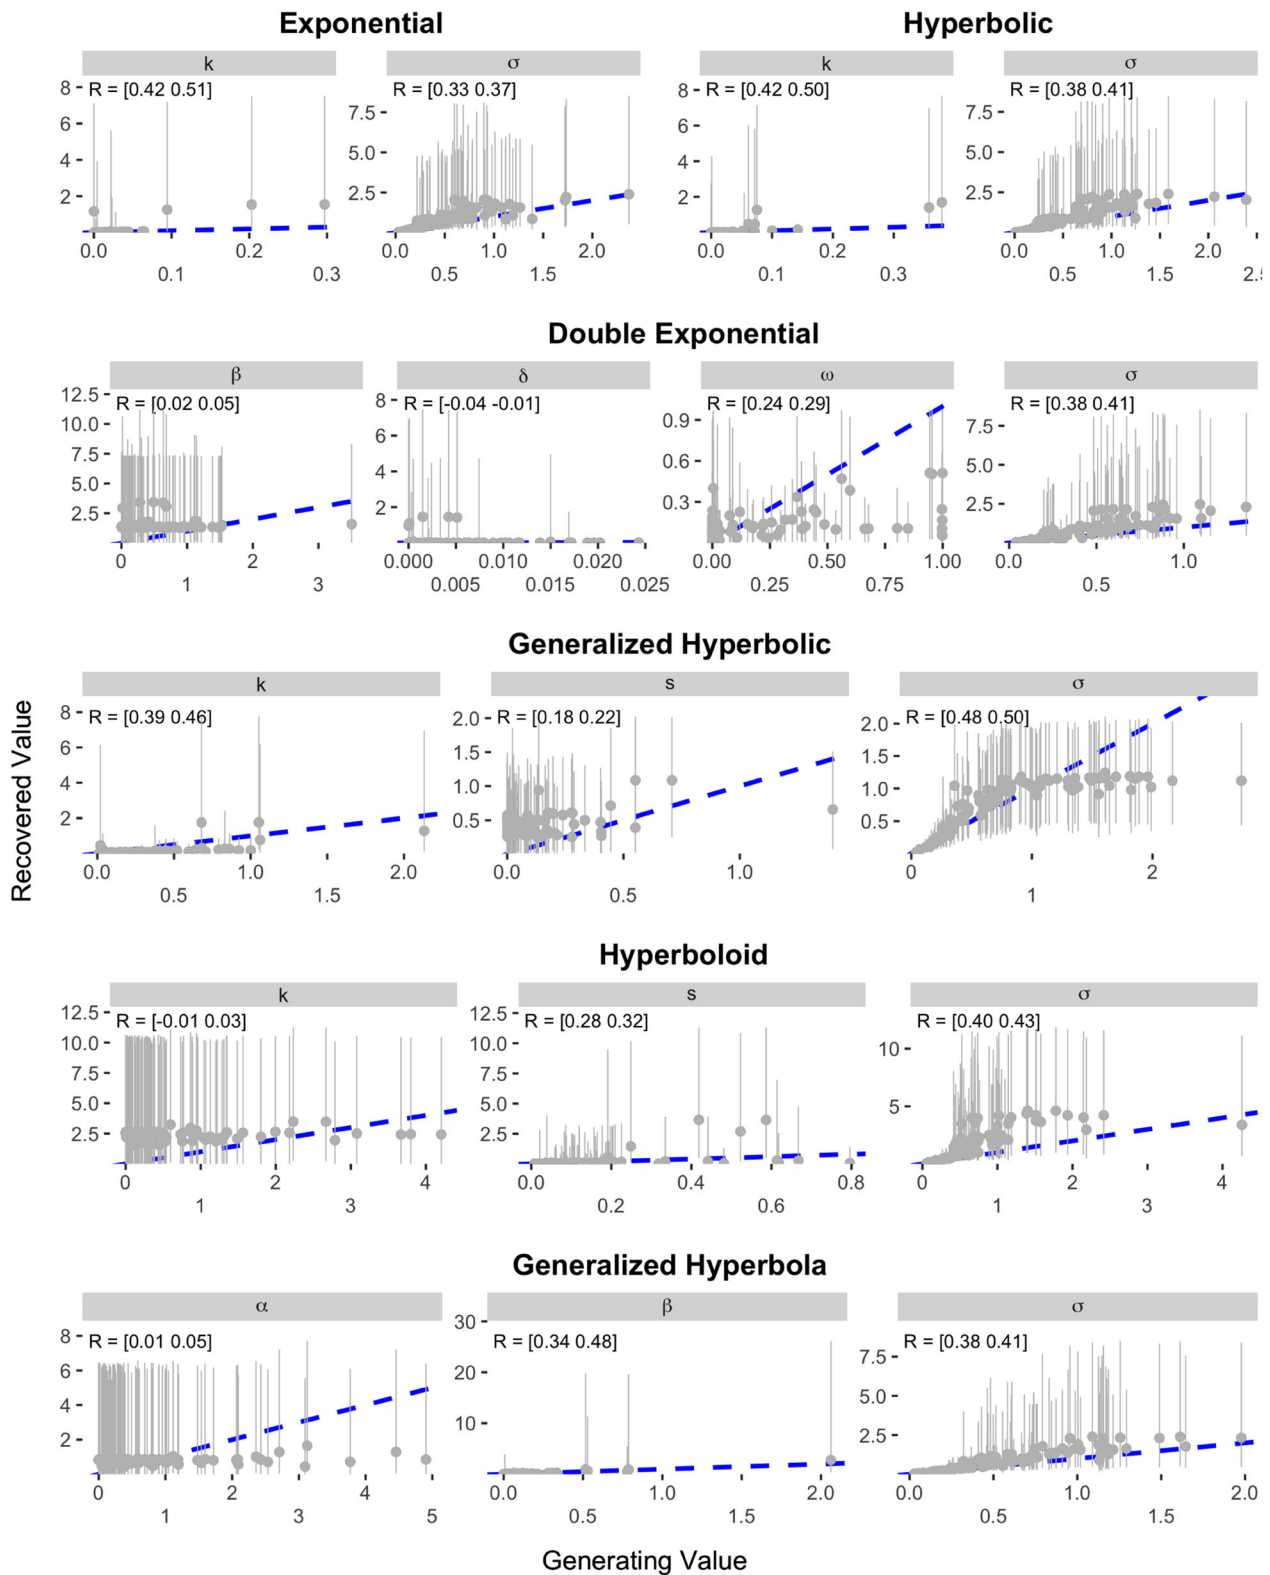 Exponential Hyperbolic
k σ k σ
R = [0.42 0.51] R = [0.33 0.37] R = [0.42 0.50] R = [0.38 0.41]
8 6 4 2
7.5 5.0 2.5
8 6 4 2
7.5 5.0 2.5
0.0 0.2 0.0 1.0 2.0 0.0 0.2 0.0 1.0 2.0
0.1 0.3 0.5 1.5 0.1 0.3 0.5 1.5
Double Exponential
β δ ω σ
R = [0.02 0.05] R = [-0.04 -0.01] R = [0.24 0.29] R = [0.38 0.41]
12.5 10.0 7.5 5.0 2.5
8 6 4 2
0.9 0.6 0.3
7.5 5.0 2.5
0 2 0.000 0.010 0.020 0.00 0.50 1.00 0.0 1.0
1 3 0.005 0.015 0.025 0.25 0.75 0.5
Generalized Hyperbolic
k s σ
R = [0.39 0.46] R = [0.18 0.22] R = [0.48 0.50]
8 6 4 2
2.0 1.5 1.0 0.5
2.0 1.5 1.0 0.5
0.0 1.0 2.0 0.0 1.0 0 2
0.5 1.5 0.5 1
Hyperboloid
k s σ
R = [-0.01 0.03] R = [0.28 0.32] R = [0.40 0.43]
12.5 10.0 7.5 5.0 2.5
12.5 10.0 7.5 5.0 2.5
10 5
0 2 4 0.0 0.4 0.8 0 2 4
1 3 0.2 0.6 1 3
Generalized Hyperbola
α β σ
R = [0.01 0.05] R = [0.34 0.48] R = [0.38 0.41]
8 6 4 2
30 20 10
7.5 5.0 2.5
0 2 4 0.0 1.0 2.0 0.0 1.0 2.0
1 3 5 0.5 1.5 0.5 1.5
Recovered Value
Generating Value